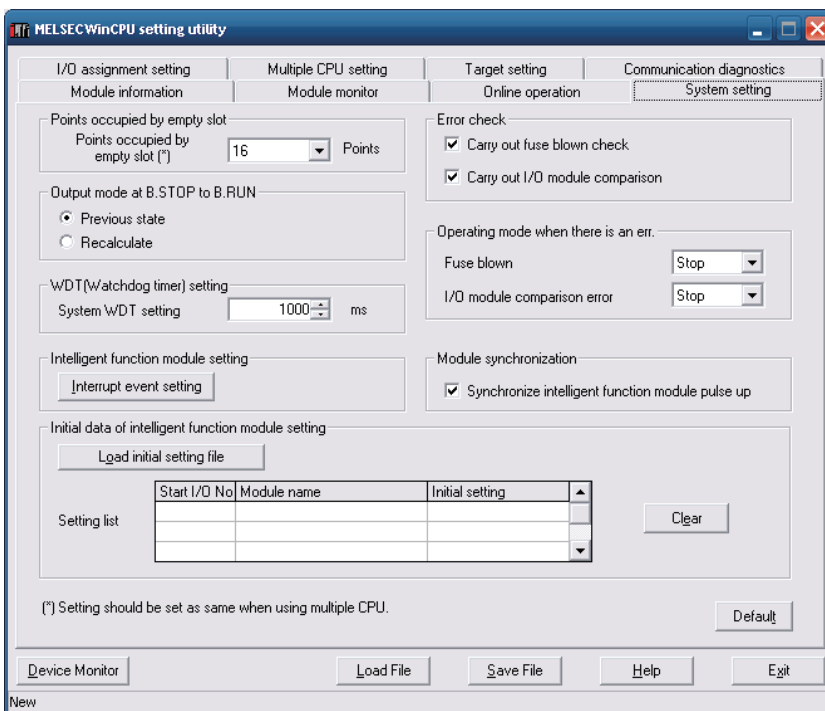 MELSECWinCPU setting utility
I/O assignment setting
Multiple CPU setting
Target setting
Communication diagnostics
Module information
Module monitor
Online operation
System setting
Points occupied by empty slot
Points occupied by
empty slot (*)
16
Points
Output mode at B.STOP to B.RUN
Previous state
Recalculate
WDT(Watchdog timer) setting
System WDT setting
1000
ms
Intelligent function module setting
Interrupt event setting
Error check
Carry out fuse blown check
Carry out I/O module comparison
Operating mode when there is an err.
Fuse blown
Stop
I/O module comparison error
Stop
Module synchronization
Synchronize intelligent function module pulse up
Initial data of intelligent function module setting
Load initial setting file
Setting list
Start I/O No
Module name
Initial setting
Clear
(*) Setting should be set as same when using multiple CPU.
Default
Device Monitor
Load File
Save File
Help
Exit
New